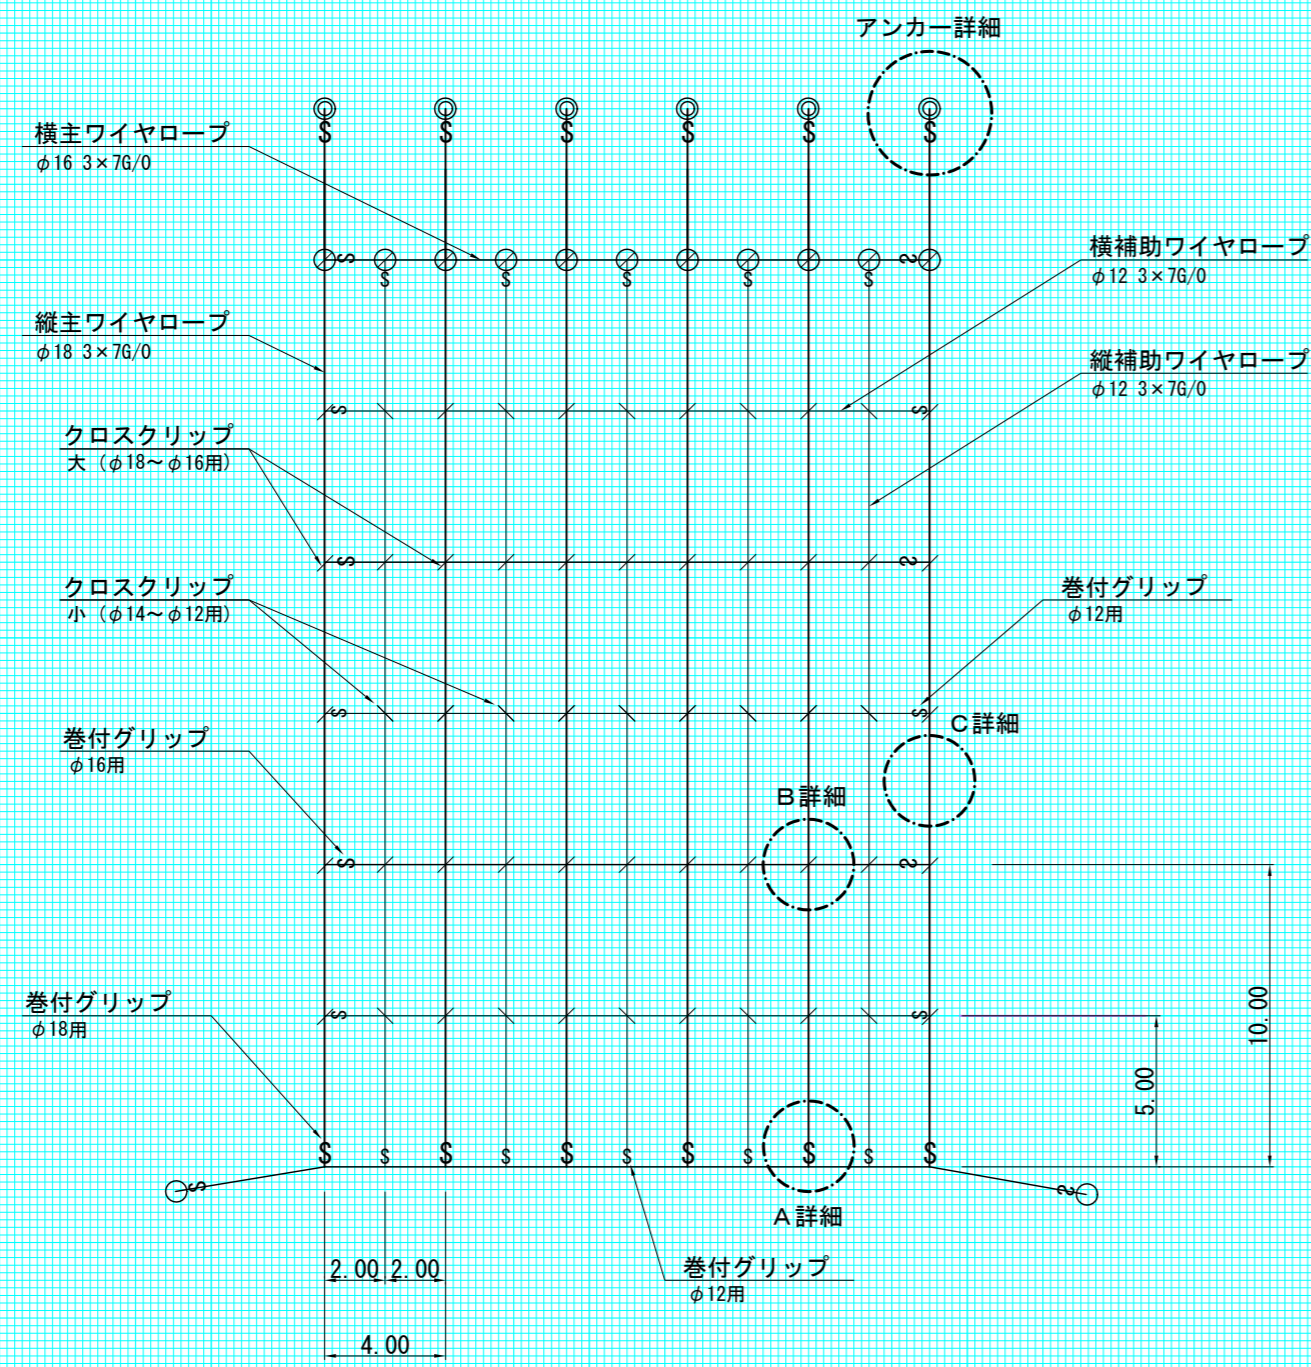 アンカー詳細
横主ワイヤロープ
φ16 3×7G/O
横補助ワイヤロープ
φ12 3×7G/O
縦主ワイヤロープ
φ18 3×7G/O
縦補助ワイヤロープ
φ12 3×7G/O
クロスクリップ
大（φ18～φ16用）
クロスクリップ
小（φ14～φ12用）
巻付グリップ
φ12用
C詳細
巻付グリップ
φ16用
B詳細
巻付グリップ
φ18用
10.00
5.00
A詳細
巻付グリップ
φ12用
2.00 2.00
4.00